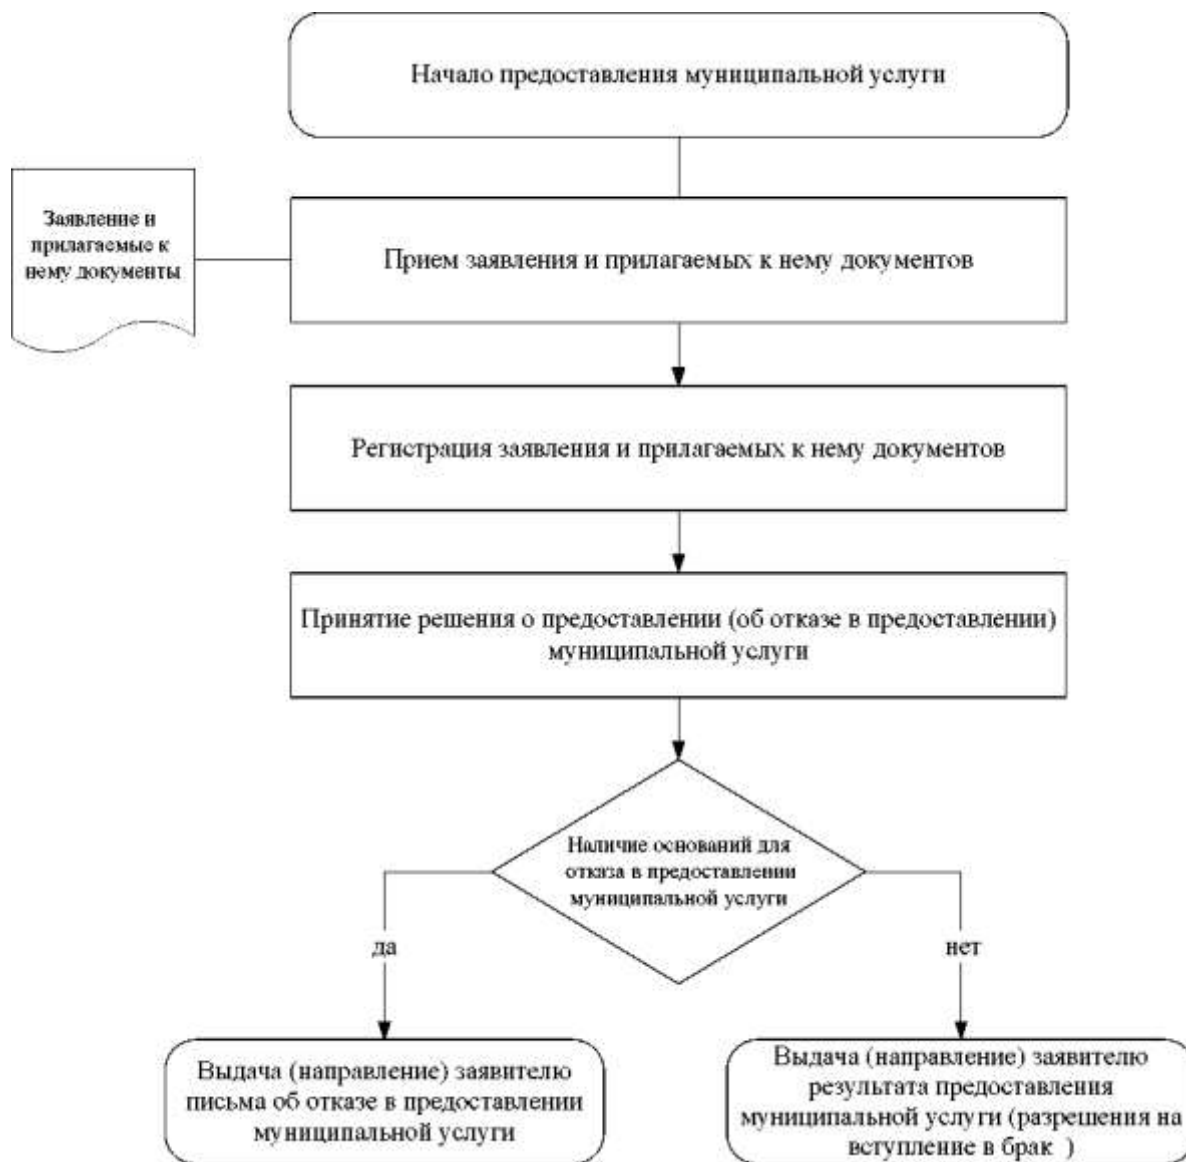 Начало предоставления муниципальной услуги
Заявление и
прилагаемые к
нему документы
Прием заявления и прилагаемых к нему документов
Регистрация заявления и прилагаемых к нему документов
Принятие решения о предоставлении (об отказе в предоставлении)
муниципальной услуги
Наличие оснований для
отказа в предоставлении
муниципальной услуги
да
нет
Выдача (направление) заявителю
письма об отказе в предоставлении
муниципальной услуги
Выдача (направление) заявителю
результата предоставления
муниципальной услуги (разрешения на
вступление в брак )